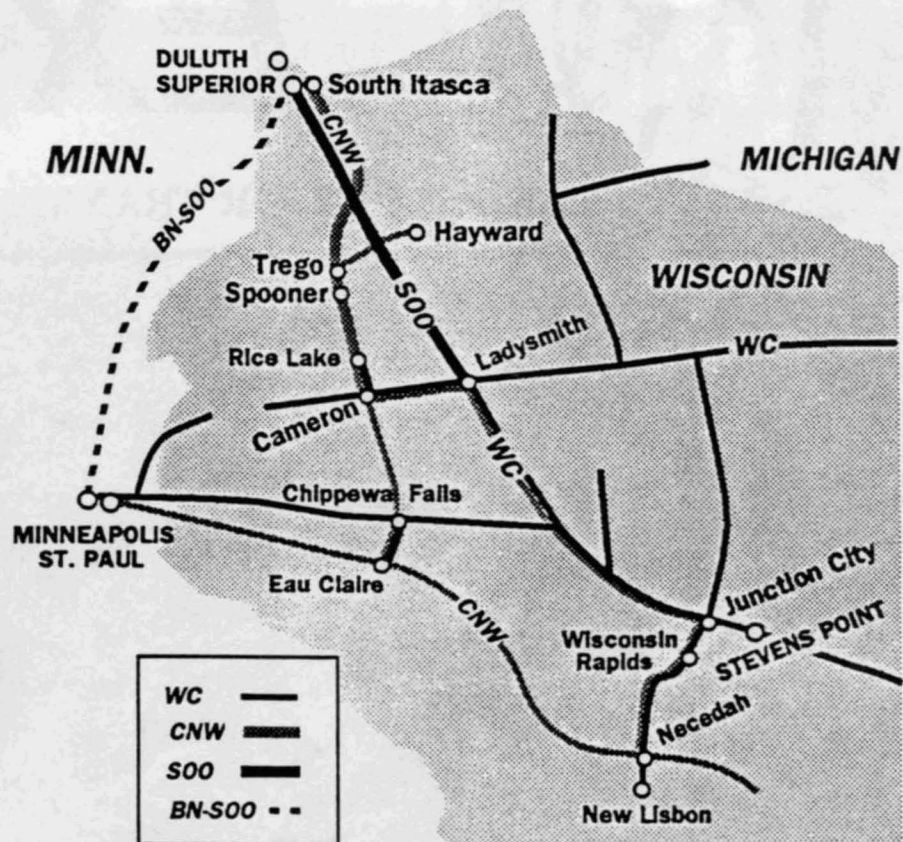 DULUTH
SUPERIOR
South Itasca
CNW
MINN.
MICHIGAN
BN-SOO
Hayward
Trego
Spooner
WISCONSIN
SOO
Rice Lake
Ladysmith
WC
Cameron
WC
Chippewa Falls
MINNEAPOLIS
ST. PAUL
Eau Claire
CNW
Junction City
Wisconsin
Rapids
STEVENS POINT
Necedah
New Lisbon
WC
CNW
SOO
BN-SOO